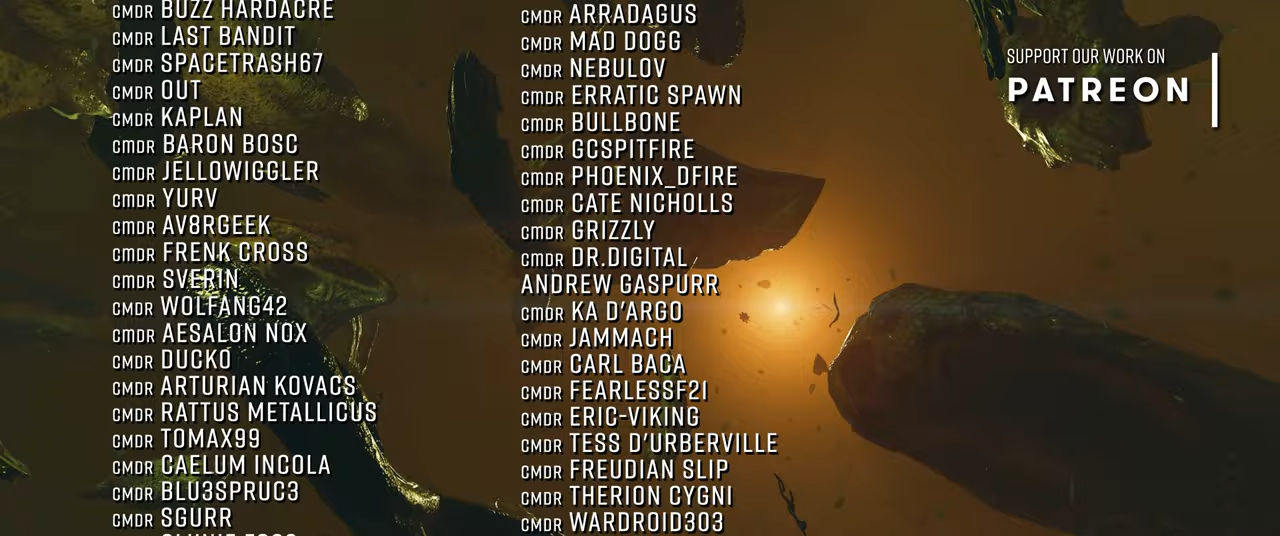 CMDR BUZZ HARDACRE
CMDR LAST BANDIT
CMDR SPACETRASH67
CMDR OUT
CMDR KAPLAN
CMDR BARON BOSC
CMDR JELLOWIGGLER
CMDR YURV
CMDR AV8RGEEK
CMDR FRENK CROSS
CMDR SVER1N
CMDR WOLFANG42
CMDR AESALON NOX
CMDR DUCKO
CMDR ARTURIAN KOVACS
CMDR RATTUS METALLICUS
CMDR TOMAX99
CMDR CAELUM INCOLA
CMDR BLU3SPRUC3
CMDR SGURR
CMDR ARRADAGUS
CMDR MAD DOGG
CMDR NEBULOV
CMDR ERRATIC SPAWN
CMDR BULLBONE
CMDR GCSPITFIRE
CMDR PHOENIX_DFIRE
CMDR CATE NICHOLLS
CMDR GRIZZLY
CMDR DR.DIGITAL
ANDREW GASPURR
CMDR KA D'ARGO
CMDR JAMMACH
CMDR CARL BACA
CMDR FEARLESSF21
CMDR ERIC-VIKING
CMDR TESS D'URBERVILLE
CMDR FREUDIAN SLIP
CMDR THERION CYGNI
CMDR WARDROID303
SUPPORT OUR WORK ON
PATREON